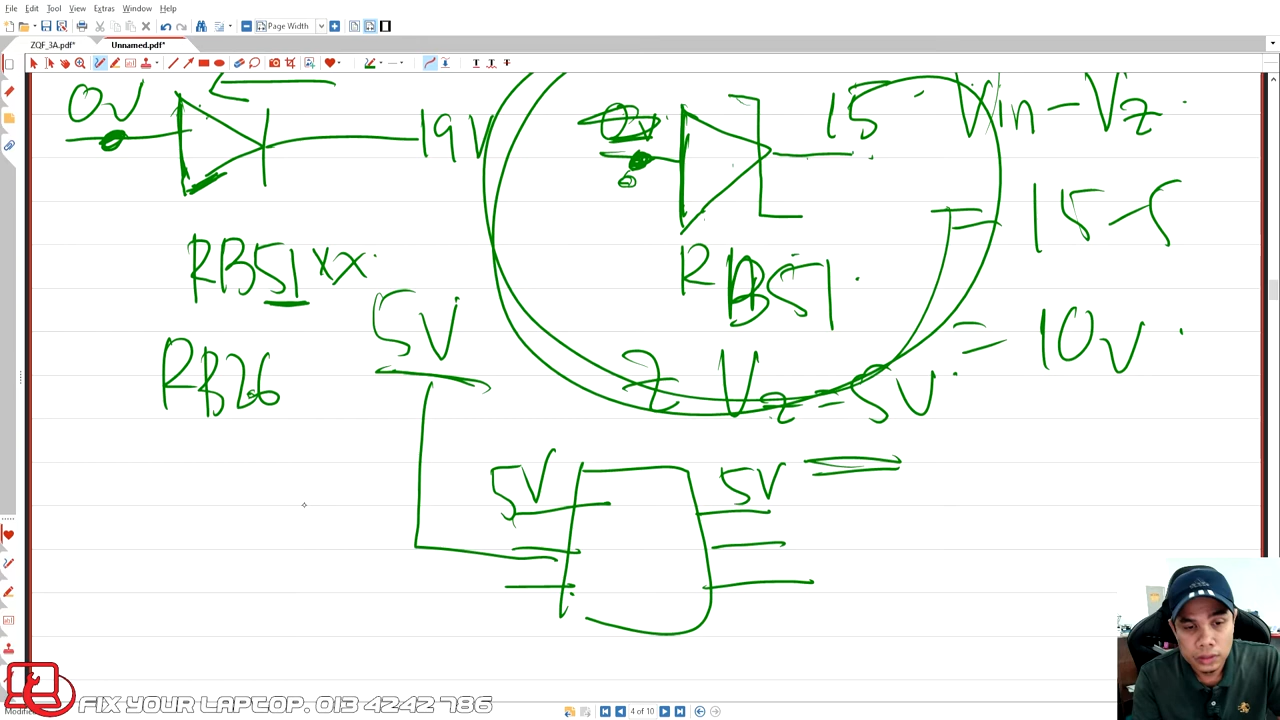 File Edit Tool View Extras Window Help
Page Width
ZQF_3A.pdf* Unnamed.pdf*
0V 19V 15 - Vin - Vz
= 15 - 5
RB51xx RB51
5V = 10V
RB26 Z Vz = 5V
5V 5V
FIX YOUR LAPTOP. 013 4242 786
4 of 10